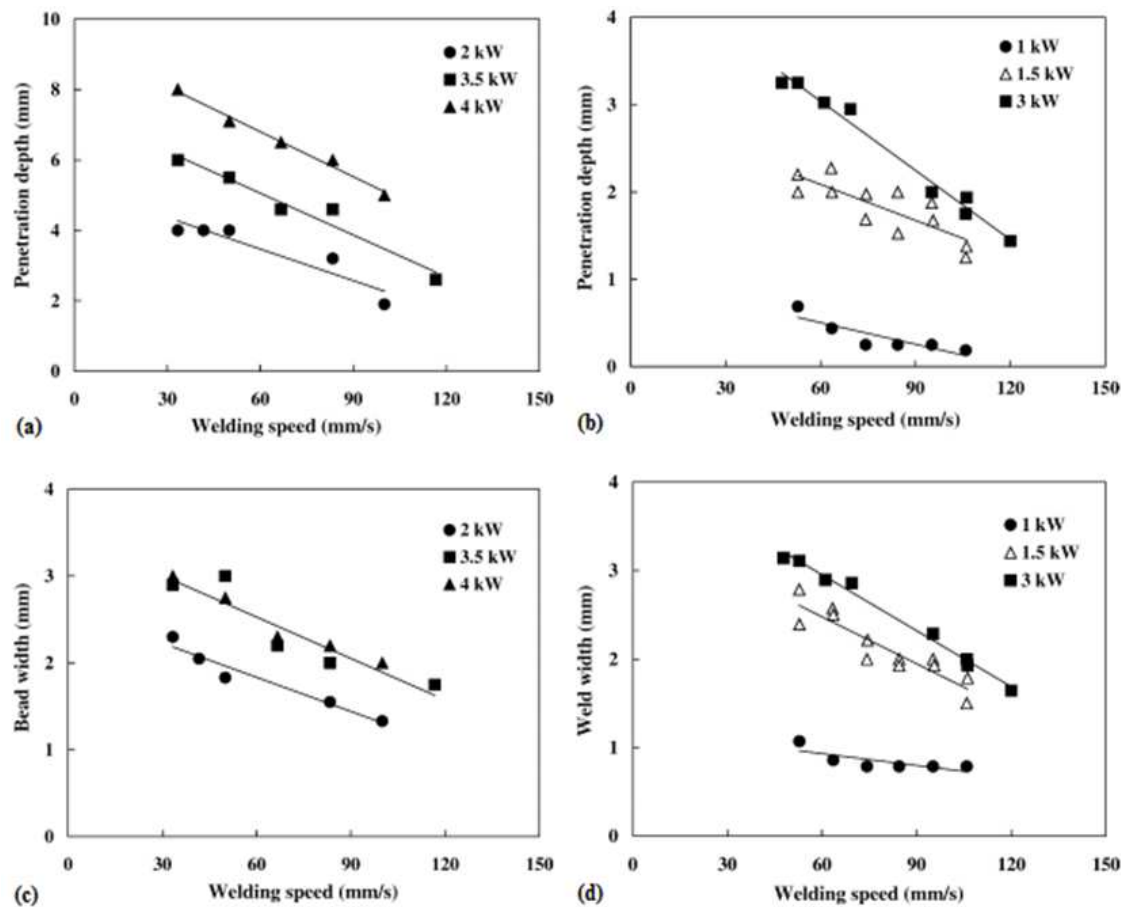 10
8
6
4
2
0
Penetration depth (mm)
2 kW
3.5 kW
4 kW
0 30 60 90 120 150
Welding speed (mm/s)
(a)
4
3
2
1
0
Penetration depth (mm)
1 kW
1.5 kW
3 kW
0 30 60 90 120 150
Welding speed (mm/s)
(b)
4
3
2
1
0
Bead width (mm)
2 kW
3.5 kW
4 kW
0 30 60 90 120 150
Welding speed (mm/s)
(c)
4
3
2
1
0
Weld width (mm)
1 kW
1.5 kW
3 kW
0 30 60 90 120 150
Welding speed (mm/s)
(d)